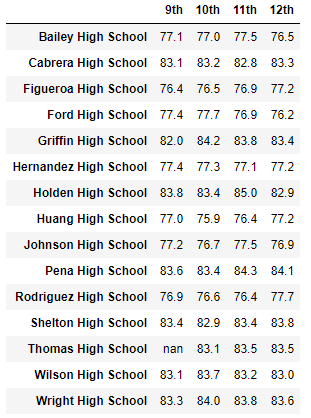 9th 10th 11th 12th
Bailey High School 77.1 77.0 77.5 76.5
Cabrera High School 83.1 83.2 82.8 83.3
Figueroa High School 76.4 76.5 76.9 77.2
Ford High School 77.4 77.7 76.9 76.2
Griffin High School 82.0 84.2 83.8 83.4
Hernandez High School 77.4 77.3 77.1 77.2
Holden High School 83.8 83.4 85.0 82.9
Huang High School 77.0 75.9 76.4 77.2
Johnson High School 77.2 76.7 77.5 76.9
Pena High School 83.6 83.4 84.3 84.1
Rodriguez High School 76.9 76.6 76.4 77.7
Shelton High School 83.4 82.9 83.4 83.8
Thomas High School nan 83.1 83.5 83.5
Wilson High School 83.1 83.7 83.2 83.0
Wright High School 83.3 84.0 83.8 83.6